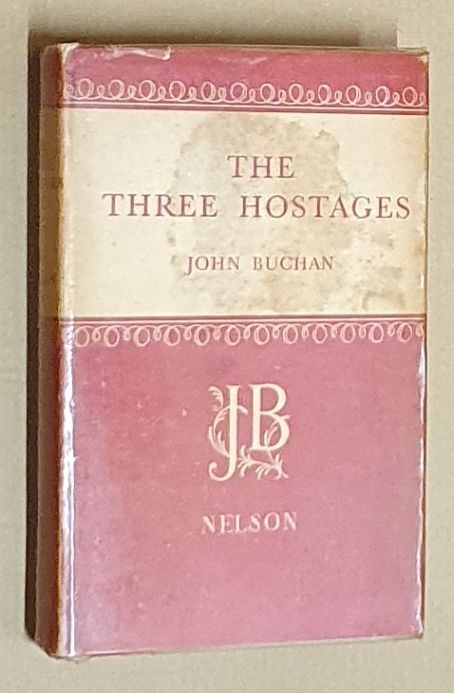 THE
THREE HOSTAGES
JOHN BUCHAN
JB
NELSON